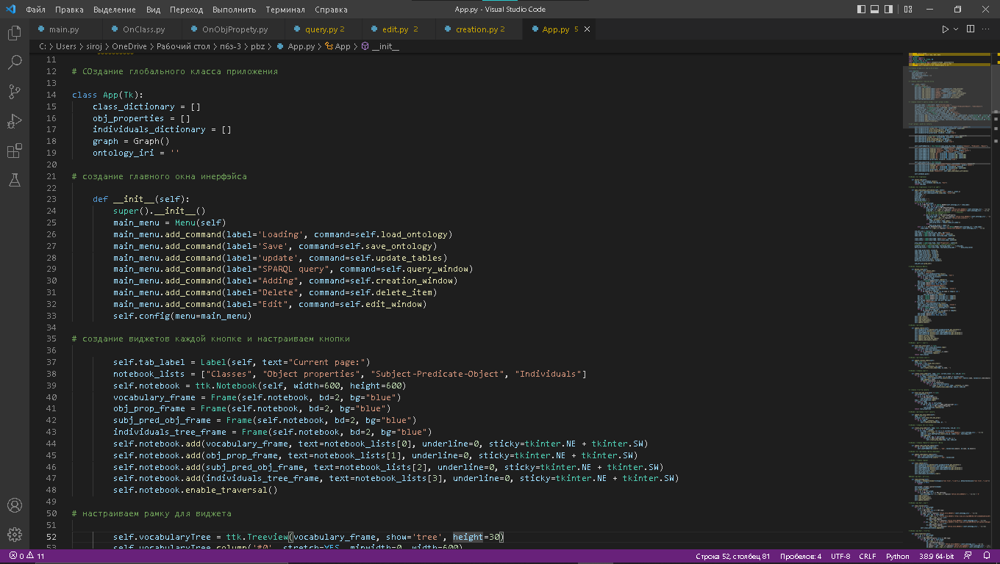 Файл Правка Выделение Вид Переход Выполнить Терминал Справка App.py - Visual Studio Code
main.py OnClass.py OnObjPropety.py query.py 2 edit.py 2 creation.py 2 App.py 5
C: > Users > siroj > OneDrive > Рабочий стол > пбз-3 > pbz > App.py > App > __init__
11
12 # СОздание глобального класса приложения
13
14 class App(Tk):
15 class_dictionary = []
16 obj_properties = []
17 individuals_dictionary = []
18 graph = Graph()
19 ontology_iri = ''
20
21 # создание главного окна инерфэйса
22
23 def __init__(self):
24 super().__init__()
25 main_menu = Menu(self)
26 main_menu.add_command(label='Loading', command=self.load_ontology)
27 main_menu.add_command(label='Save', command=self.save_ontology)
28 main_menu.add_command(label='update', command=self.update_tables)
29 main_menu.add_command(label="SPARQL query", command=self.query_window)
30 main_menu.add_command(label="Adding", command=self.creation_window)
31 main_menu.add_command(label="Delete", command=self.delete_item)
32 main_menu.add_command(label="Edit", command=self.edit_window)
33 self.config(menu=main_menu)
34
35 # создание виджетов каждой кнопке и настраиваем кнопки
36
37 self.tab_label = Label(self, text="Current page:")
38 notebook_lists = ["Classes", "Object properties", "Subject-Predicate-Object", "Individuals"]
39 self.notebook = ttk.Notebook(self, width=600, height=600)
40 vocabulary_frame = Frame(self.notebook, bd=2, bg="blue")
41 obj_prop_frame = Frame(self.notebook, bd=2, bg="blue")
42 subj_pred_obj_frame = Frame(self.notebook, bd=2, bg="blue")
43 individuals_tree_frame = Frame(self.notebook, bd=2, bg="blue")
44 self.notebook.add(vocabulary_frame, text=notebook_lists[0], underline=0, sticky=tkinter.NE + tkinter.SW)
45 self.notebook.add(obj_prop_frame, text=notebook_lists[1], underline=0, sticky=tkinter.NE + tkinter.SW)
46 self.notebook.add(subj_pred_obj_frame, text=notebook_lists[2], underline=0, sticky=tkinter.NE + tkinter.SW)
47 self.notebook.add(individuals_tree_frame, text=notebook_lists[3], underline=0, sticky=tkinter.NE + tkinter.SW)
48 self.notebook.enable_traversal()
49
50 # настраиваем рамку для виджета
51
52 self.vocabularyTree = ttk.Treeview(vocabulary_frame, show='tree', height=30)
53 self.vocabularyTree.column('#0', stretch=YES, minwidth=0, width=600)
0 11 Строка 52, столбец 81 Пробелов: 4 UTF-8 CRLF Python 3.8.9 64-bit